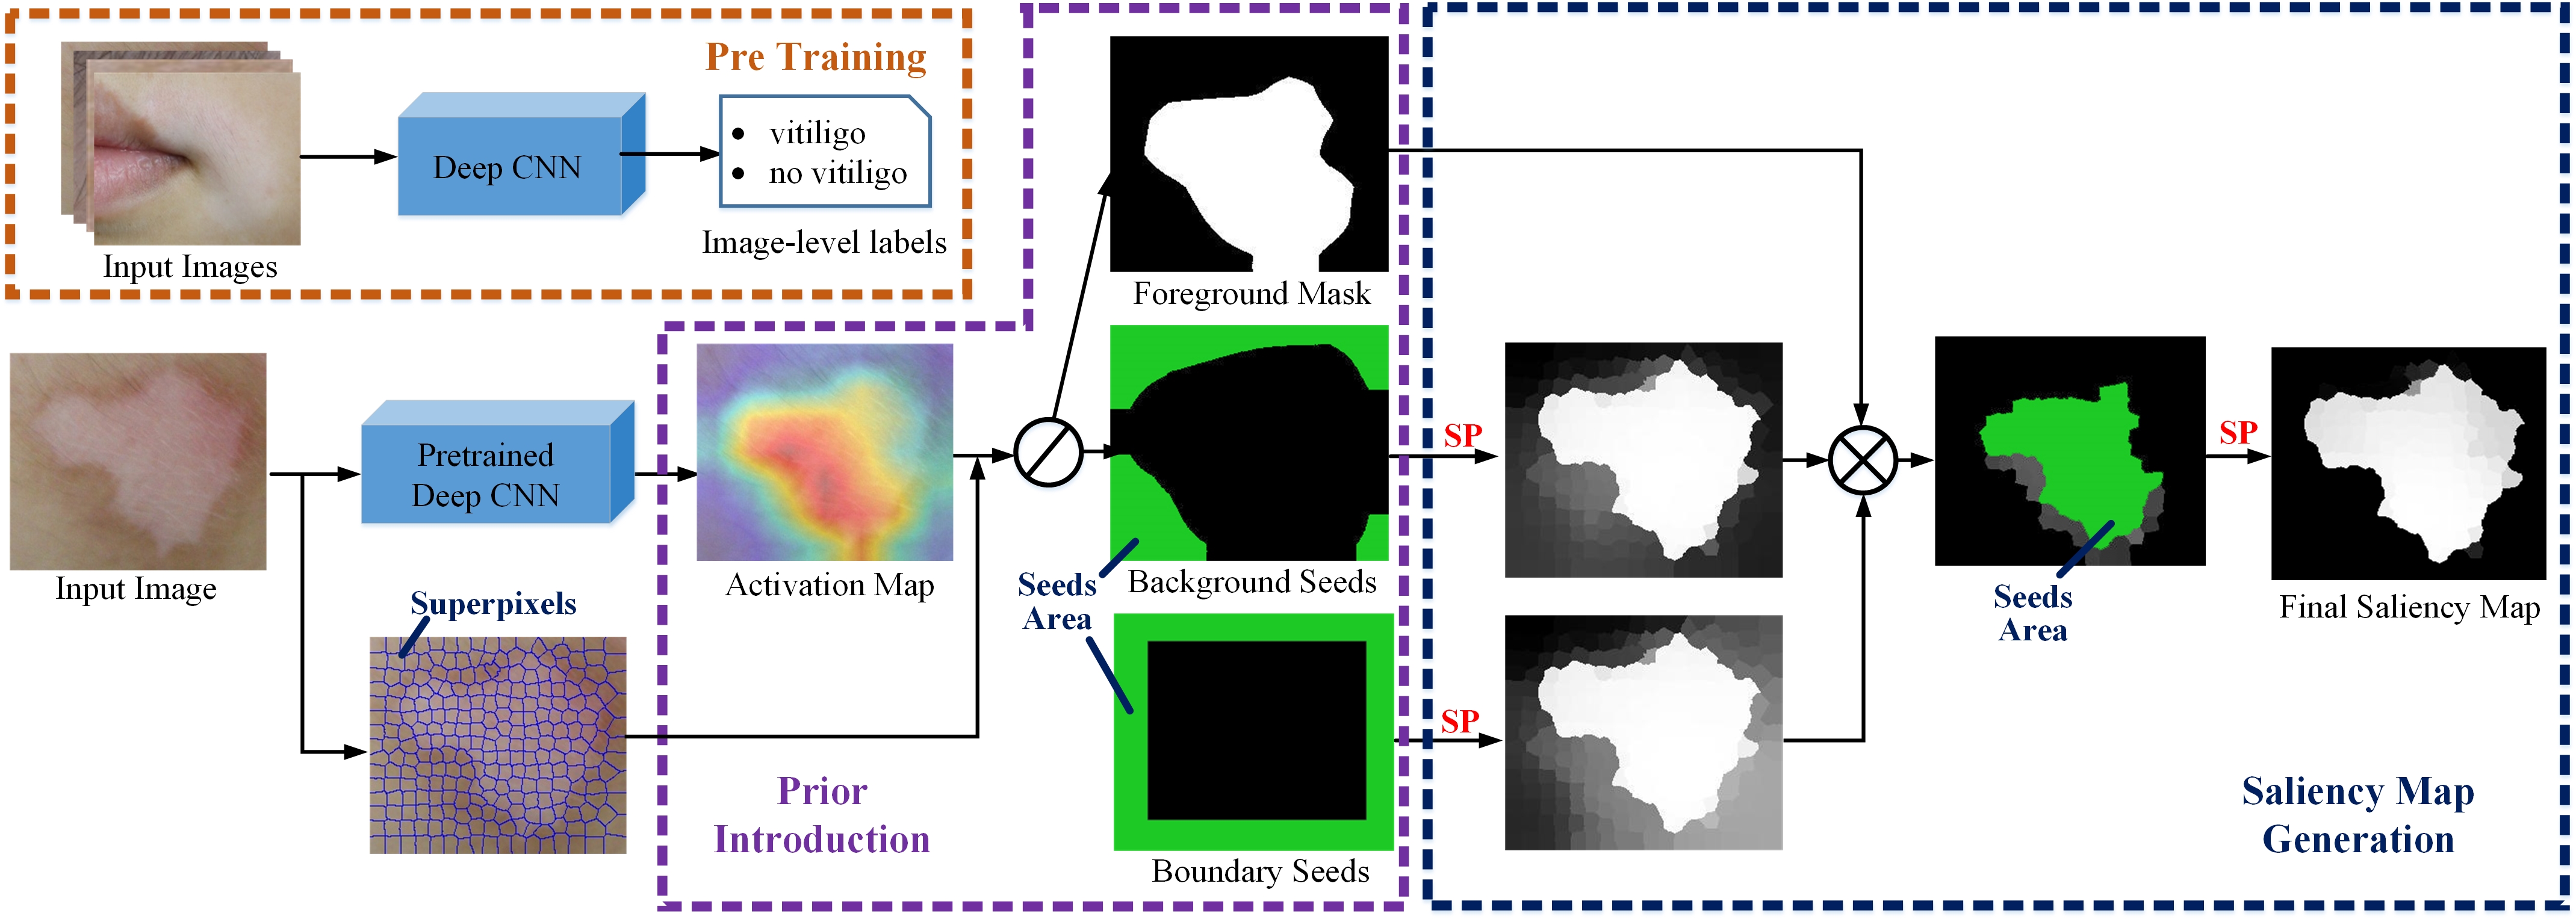 Pre Training
Deep CNN
• vitiligo
• no vitiligo
Input Images
Image-level labels
Input Image
Pretrained
Deep CNN
Superpixels
Activation Map
Prior
Introduction
Foreground Mask
Background Seeds
Seeds
Area
Boundary Seeds
SP
SP
Seeds
Area
SP
Final Saliency Map
Saliency Map
Generation